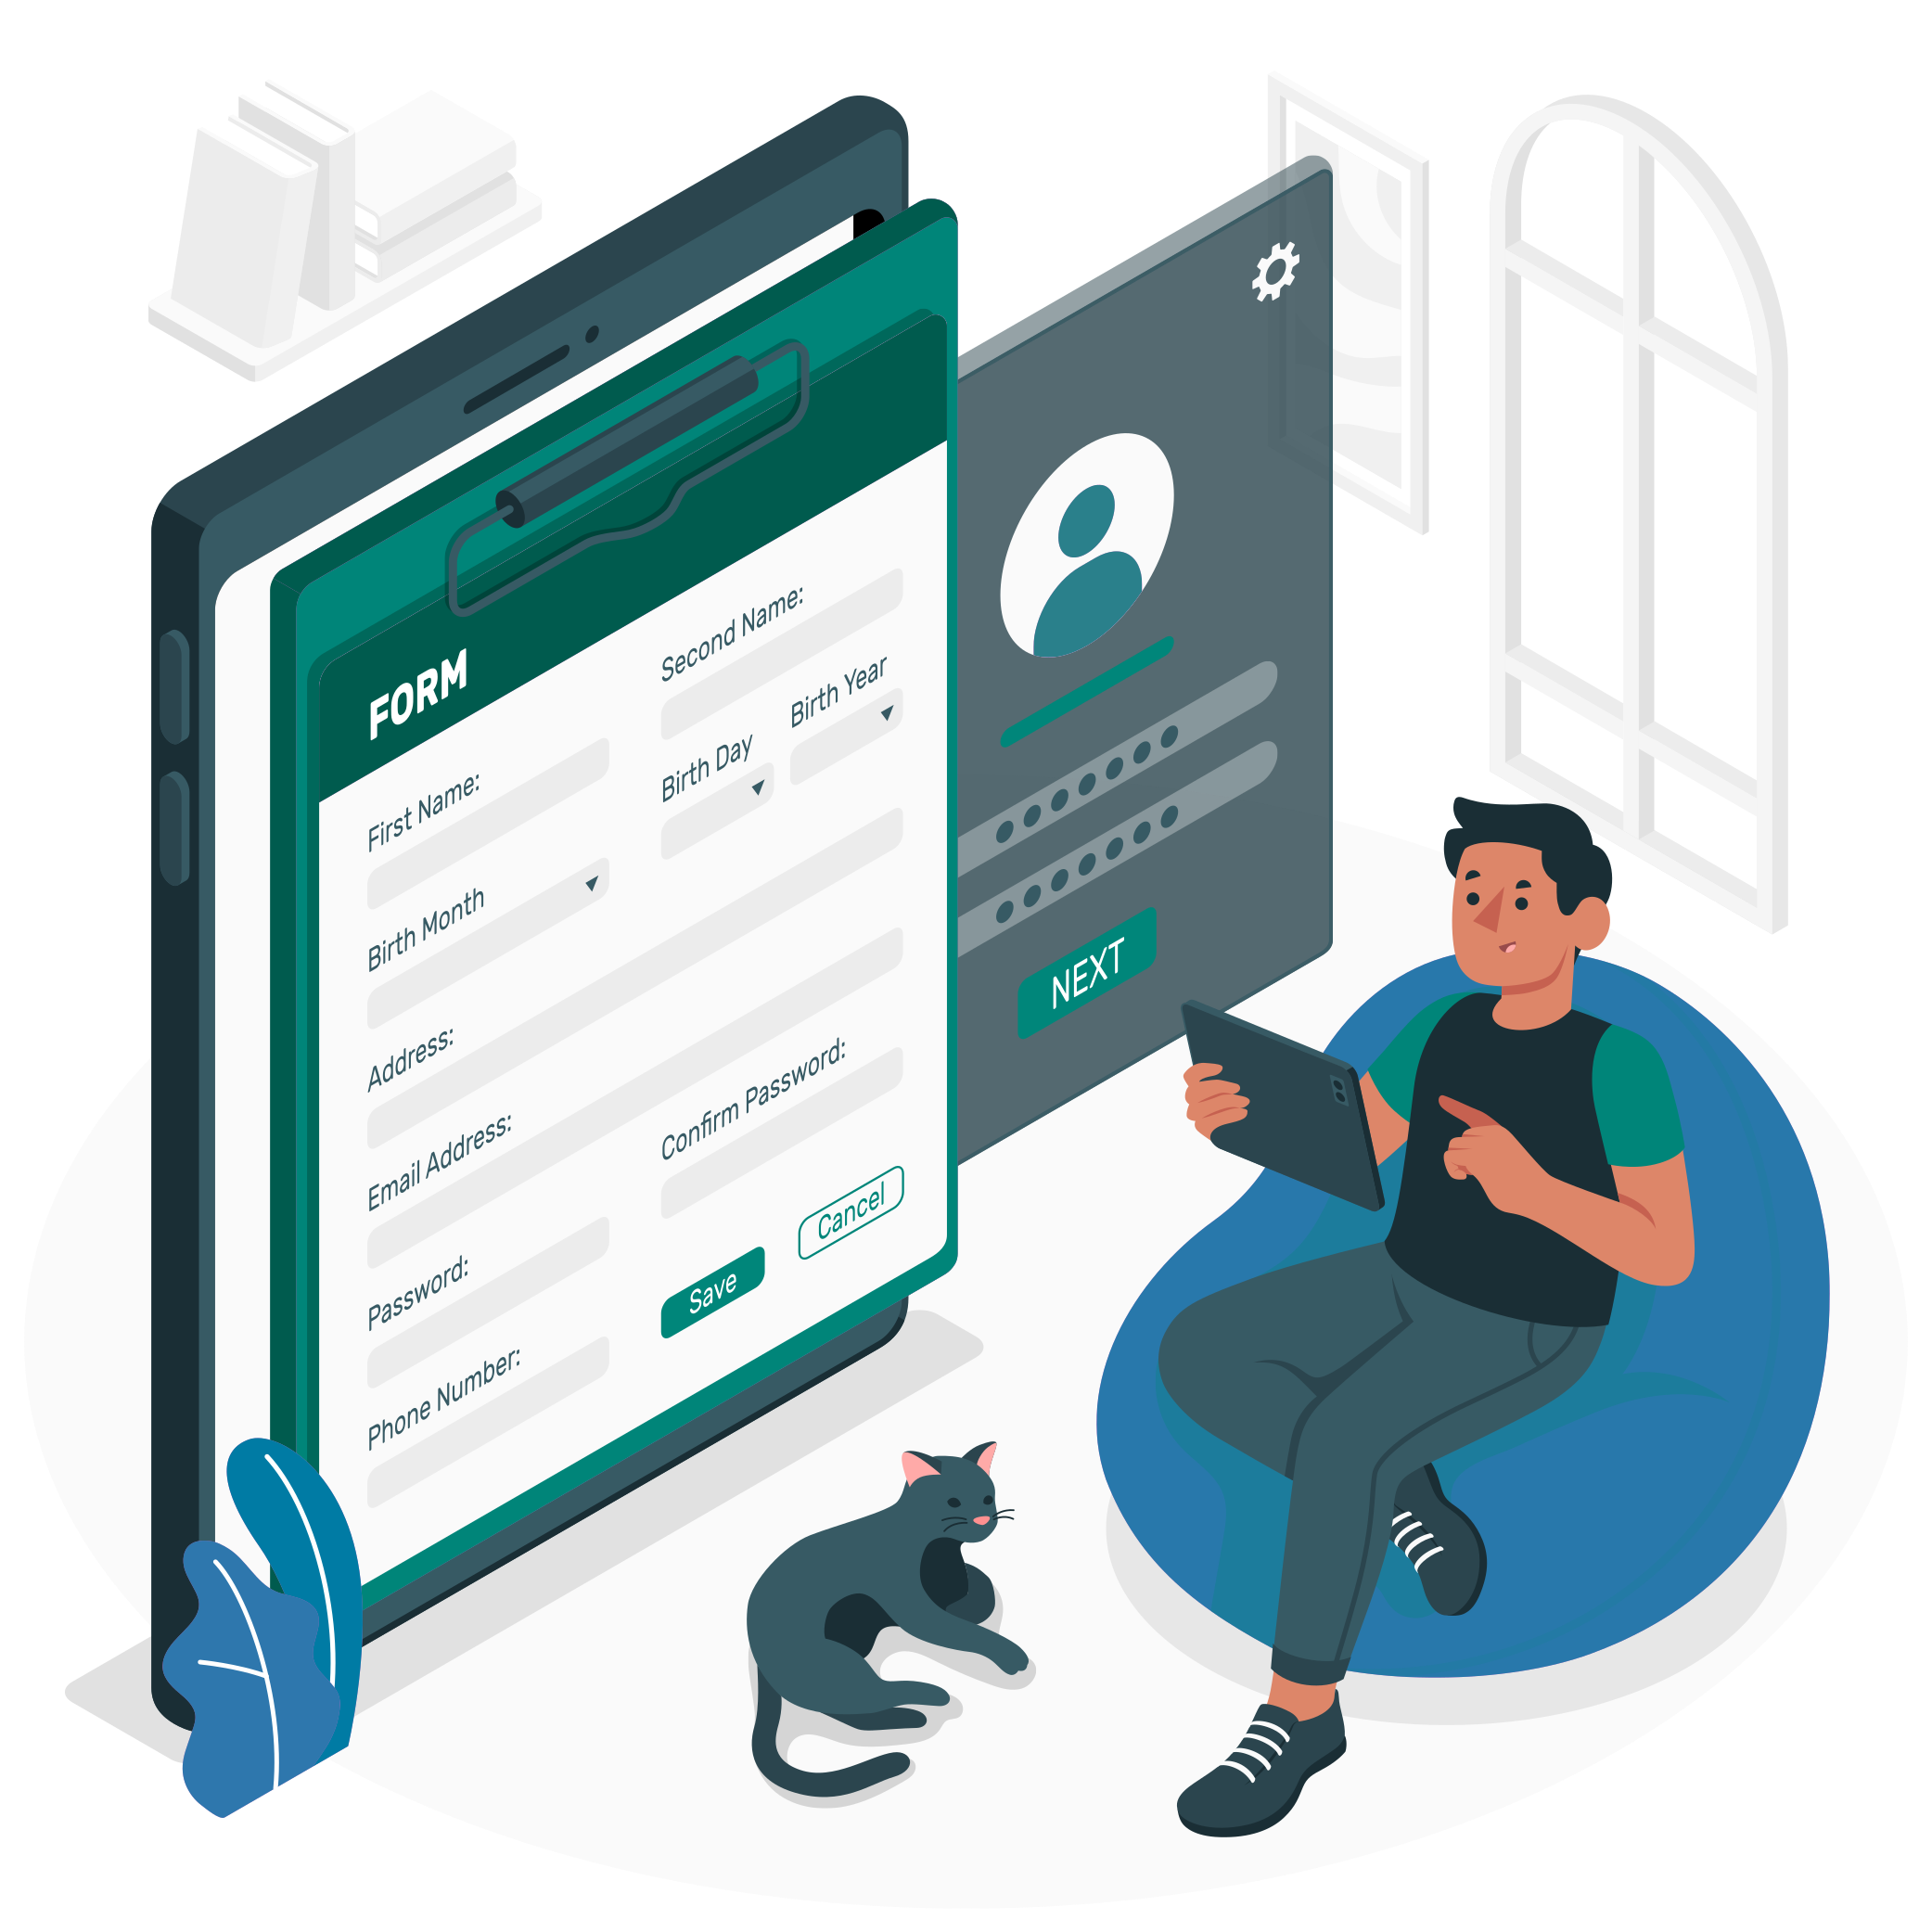 FORM
First Name:
Second Name:
Birth Month
Birth Day
Birth Year
Address:
Email Address:
Password:
Confirm Password:
Phone Number:
Save
Cancel
NEXT